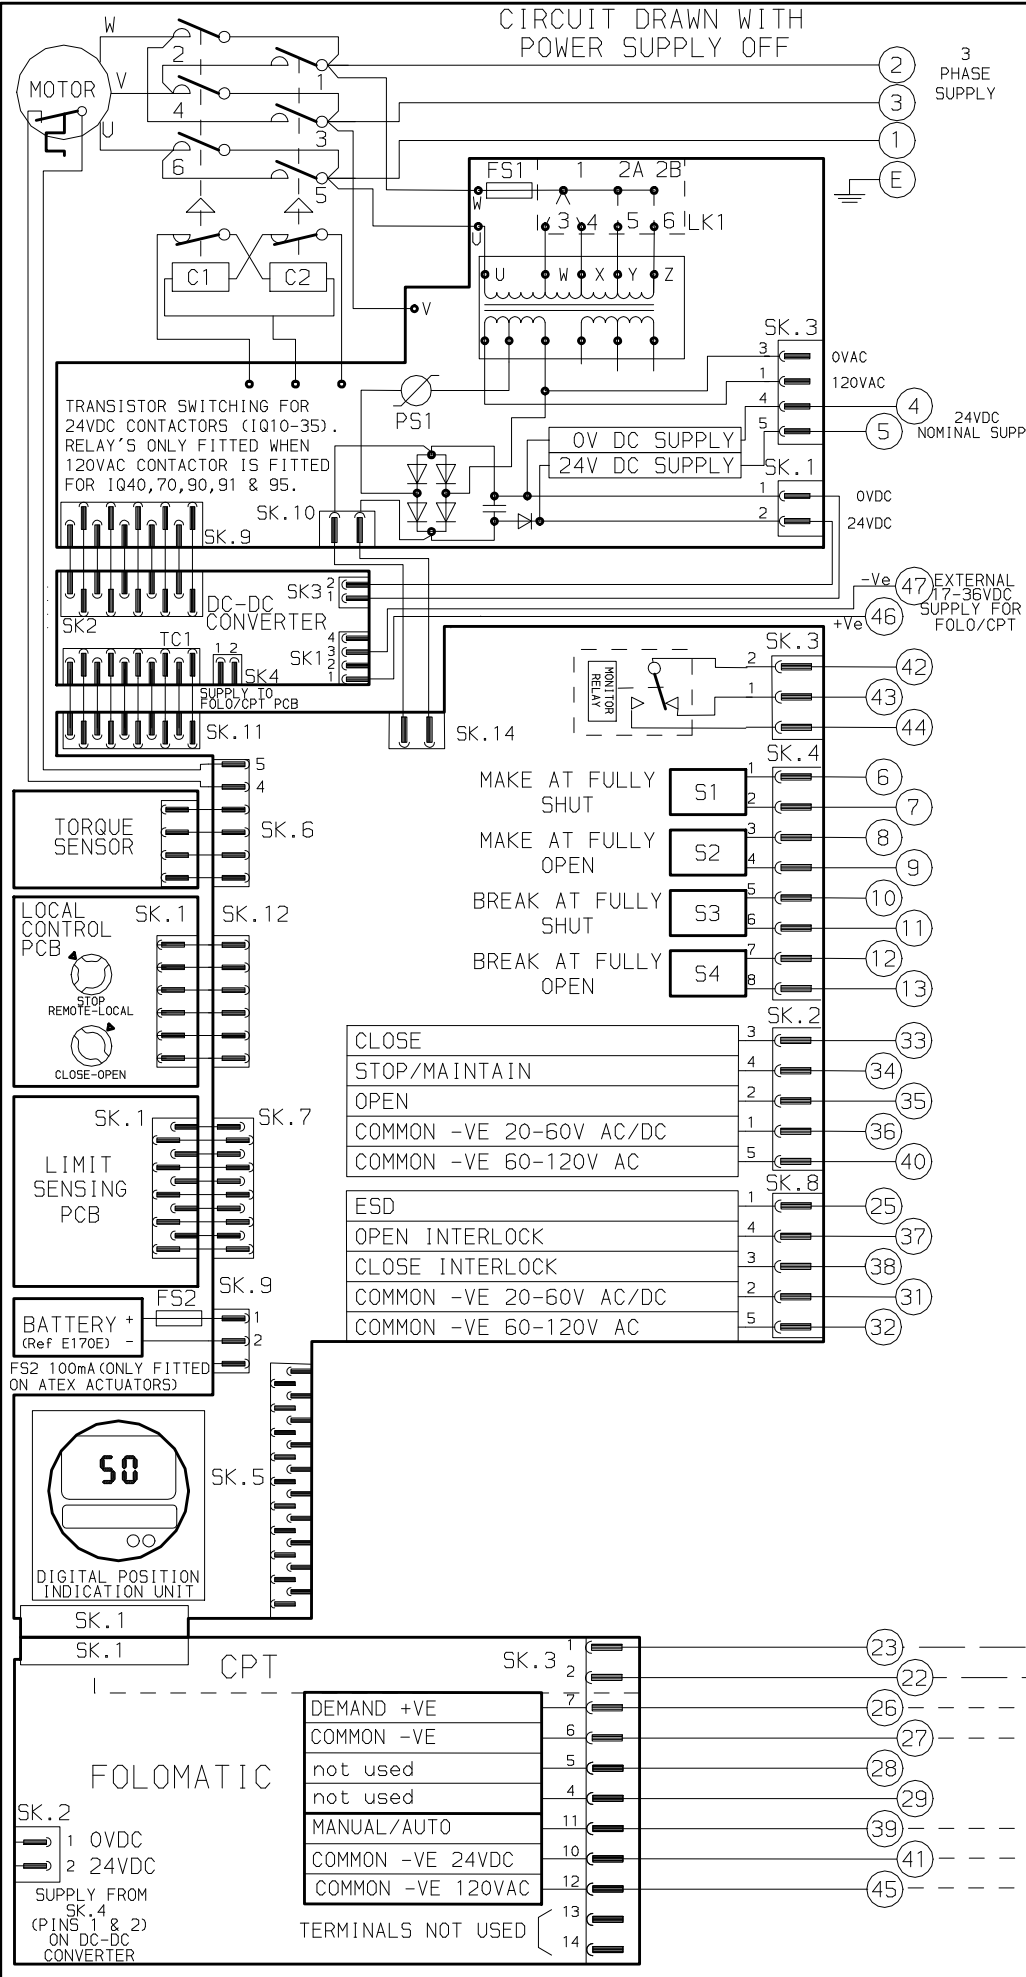 CIRCUIT DRAWN WITH
POWER SUPPLY OFF
W
V
U
MOTOR
2
1
4
3
6
5
2
3
1
E
3
PHASE
SUPPLY
FS1
1
2A
2B
W
U
3
4
5
6
LK1
U
W
X
Y
Z
V
C1
C2
SK.3
3
0VAC
1
120VAC
4
4
5
5
24VDC
NOMINAL SUPP
PS1
TRANSISTOR SWITCHING FOR
24VDC CONTACTORS (IQ10-35).
RELAY'S ONLY FITTED WHEN
120VAC CONTACTOR IS FITTED
FOR IQ40,70,90,91 & 95.
0V DC SUPPLY
24V DC SUPPLY
SK.1
1
0VDC
2
24VDC
SK.9
SK.10
SK2
DC-DC
CONVERTER
SK3
2
1
SK1
4
3
2
1
TC1
1 2
SK4
SUPPLY TO
FOLO/CPT PCB
-Ve
47
+Ve
46
EXTERNAL
17-36VDC
SUPPLY FOR
FOLO/CPT
SK.11
SK.14
MONITOR
RELAY
SK.3
2
42
1
43
44
5
4
SK.6
TORQUE
SENSOR
SK.4
MAKE AT FULLY
SHUT
S1
1
6
2
7
MAKE AT FULLY
OPEN
S2
3
8
4
9
BREAK AT FULLY
SHUT
S3
5
10
6
11
BREAK AT FULLY
OPEN
S4
7
12
8
13
LOCAL
CONTROL
PCB
SK.1
SK.12
STOP
REMOTE-LOCAL
CLOSE-OPEN
SK.2
CLOSE
3
33
STOP/MAINTAIN
4
34
OPEN
2
35
COMMON -VE 20-60V AC/DC
1
36
COMMON -VE 60-120V AC
5
40
SK.1
SK.7
LIMIT
SENSING
PCB
SK.8
ESD
1
25
OPEN INTERLOCK
4
37
CLOSE INTERLOCK
3
38
COMMON -VE 20-60V AC/DC
2
31
COMMON -VE 60-120V AC
5
32
SK.9
FS2
BATTERY
(Ref E170E)
+
-
1
2
FS2 100mA(ONLY FITTED
ON ATEX ACTUATORS)
50
SK.5
DIGITAL POSITION
INDICATION UNIT
SK.1
SK.1
CPT
SK.3
1
23
2
22
DEMAND +VE
7
26
COMMON -VE
6
27
not used
5
28
not used
4
29
MANUAL/AUTO
11
39
COMMON -VE 24VDC
10
41
COMMON -VE 120VAC
12
45
TERMINALS NOT USED
13
14
FOLOMATIC
SK.2
1 0VDC
2 24VDC
SUPPLY FROM
SK.4
(PINS 1 & 2)
ON DC-DC
CONVERTER